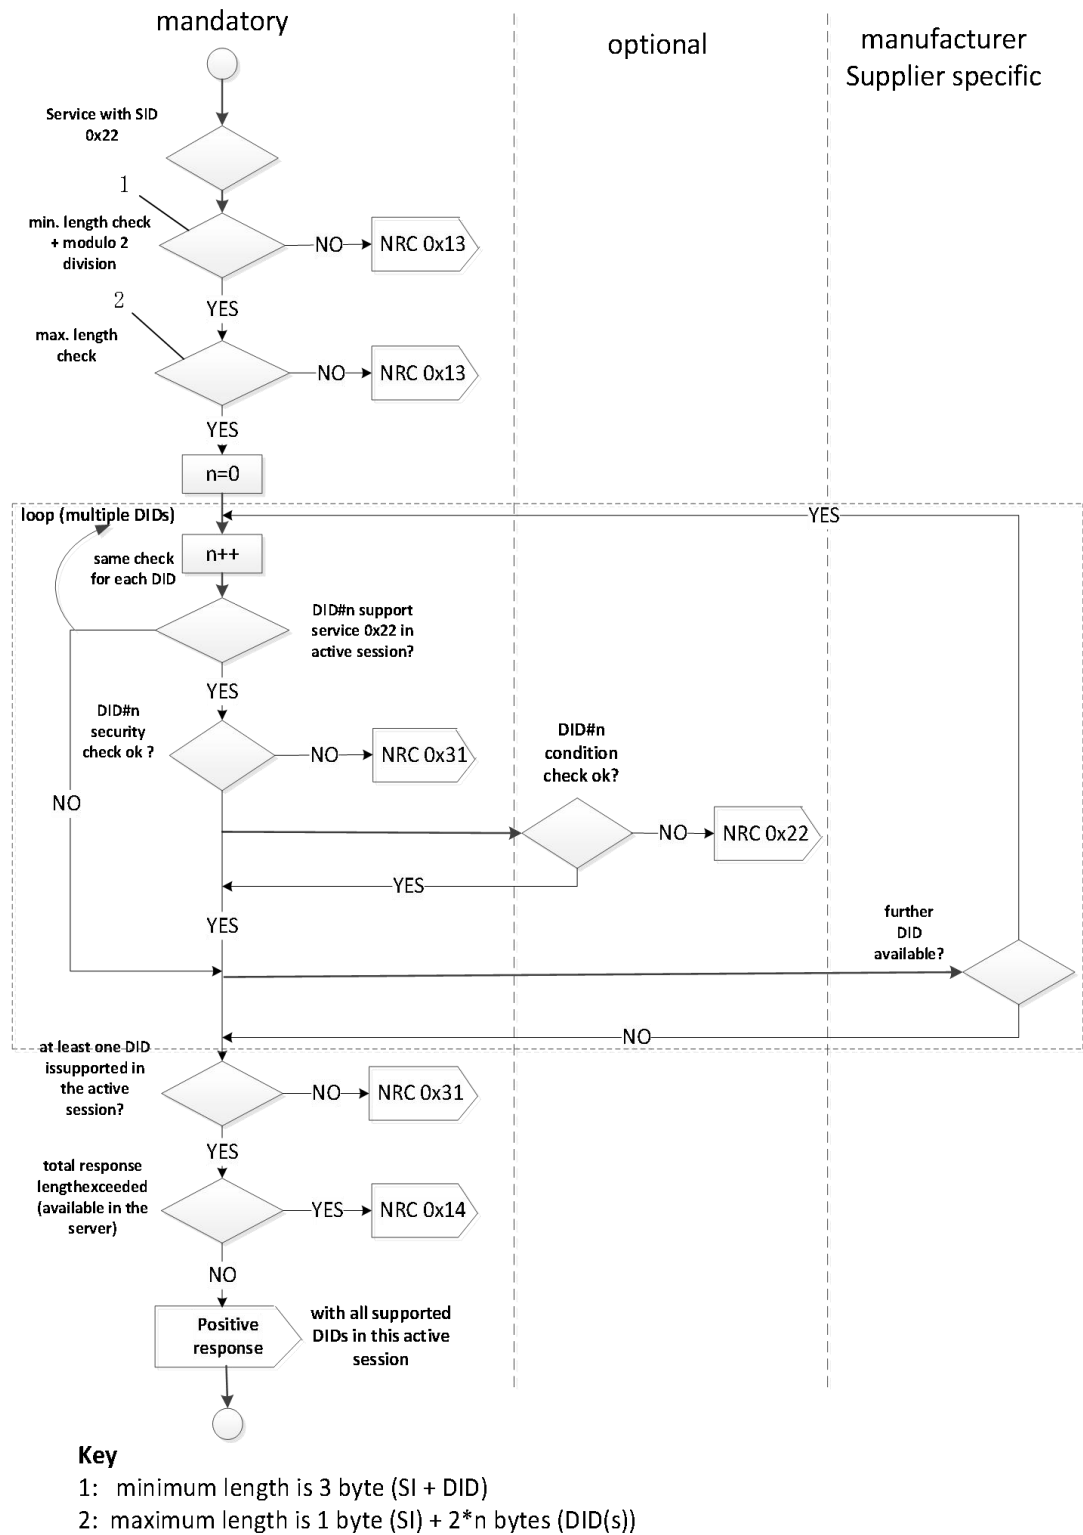 mandatory
optional
manufacturer
Supplier specific
Service with SID
0x22
1
min. length check
+ modulo 2
division
NO
NRC 0x13
YES
2
max. length
check
NO
NRC 0x13
YES
n=0
loop (multiple DIDs)
YES
same check
for each DID
n++
DID#n support
service 0x22 in
active session?
YES
DID#n
security
check ok ?
NO
NRC 0x31
DID#n
condition
check ok?
NO
NO
NRC 0x22
YES
YES
further
DID
available?
NO
at least one DID
issupported in
the active
session?
NO
NRC 0x31
YES
total response
lengthexceeded
(available in the
server)
YES
NRC 0x14
NO
Positive
response
with all supported
DIDs in this active
session
Key
1: minimum length is 3 byte (SI + DID)
2: maximum length is 1 byte (SI) + 2*n bytes (DID(s))